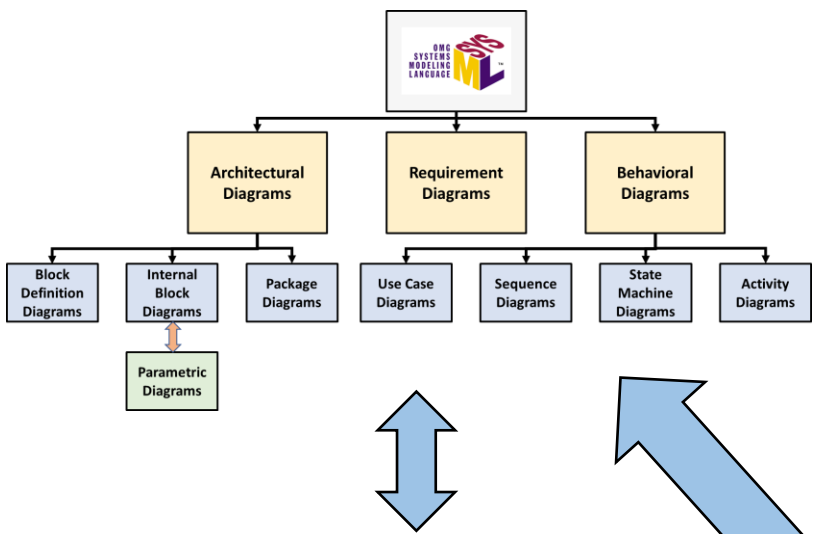 OMG
SYSTEMS
MODELING
LANGUAGE
SYS
ML™
Architectural
Diagrams
Requirement
Diagrams
Behavioral
Diagrams
Block
Definition
Diagrams
Internal
Block
Diagrams
Package
Diagrams
Use Case
Diagrams
Sequence
Diagrams
State
Machine
Diagrams
Activity
Diagrams
Parametric
Diagrams